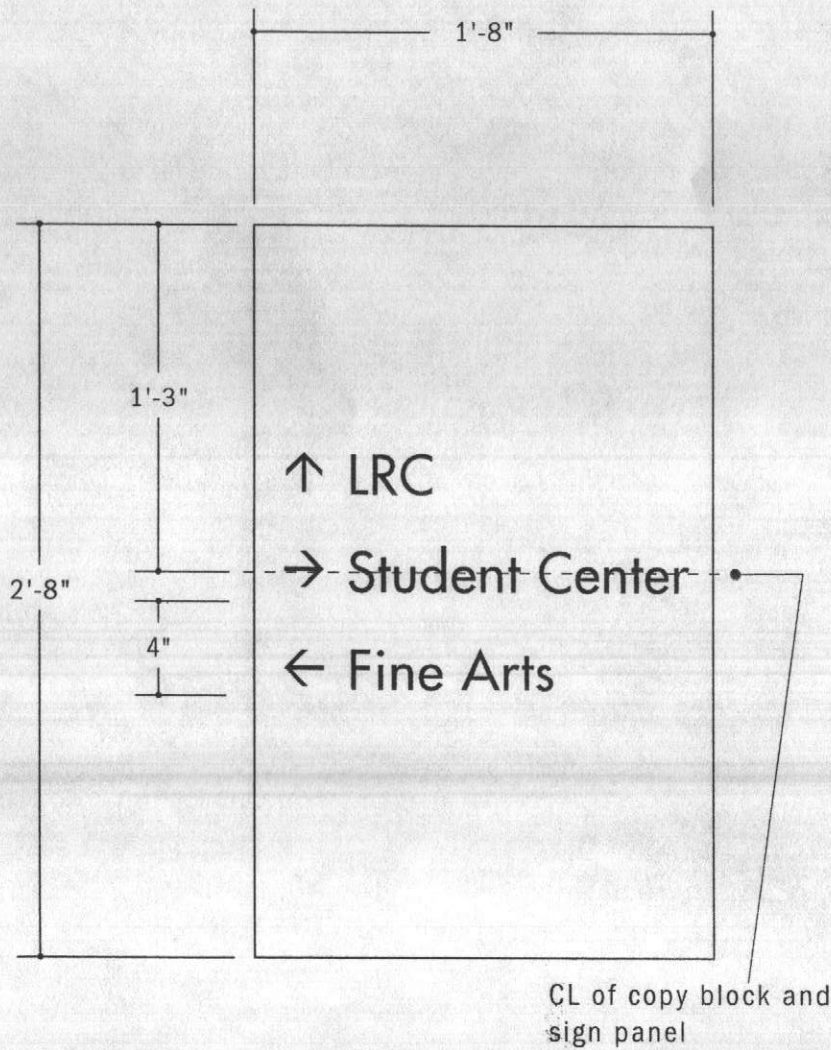 1'-8"
1'-3"
↑ LRC
→ Student Center
2'-8"
4"
← Fine Arts
CL of copy block and
sign panel